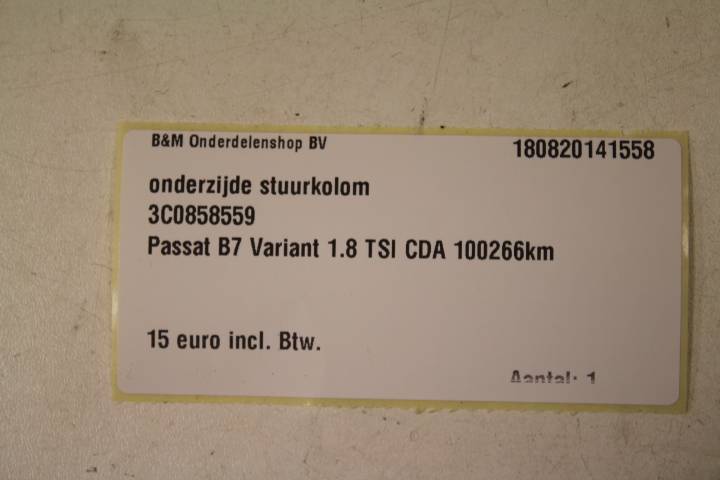 B&M Onderdelenshop BV 180820141558
onderzijde stuurkolom
3C0858559
Passat B7 Variant 1.8 TSI CDA 100266km
15 euro incl. Btw.
Aantal: 1